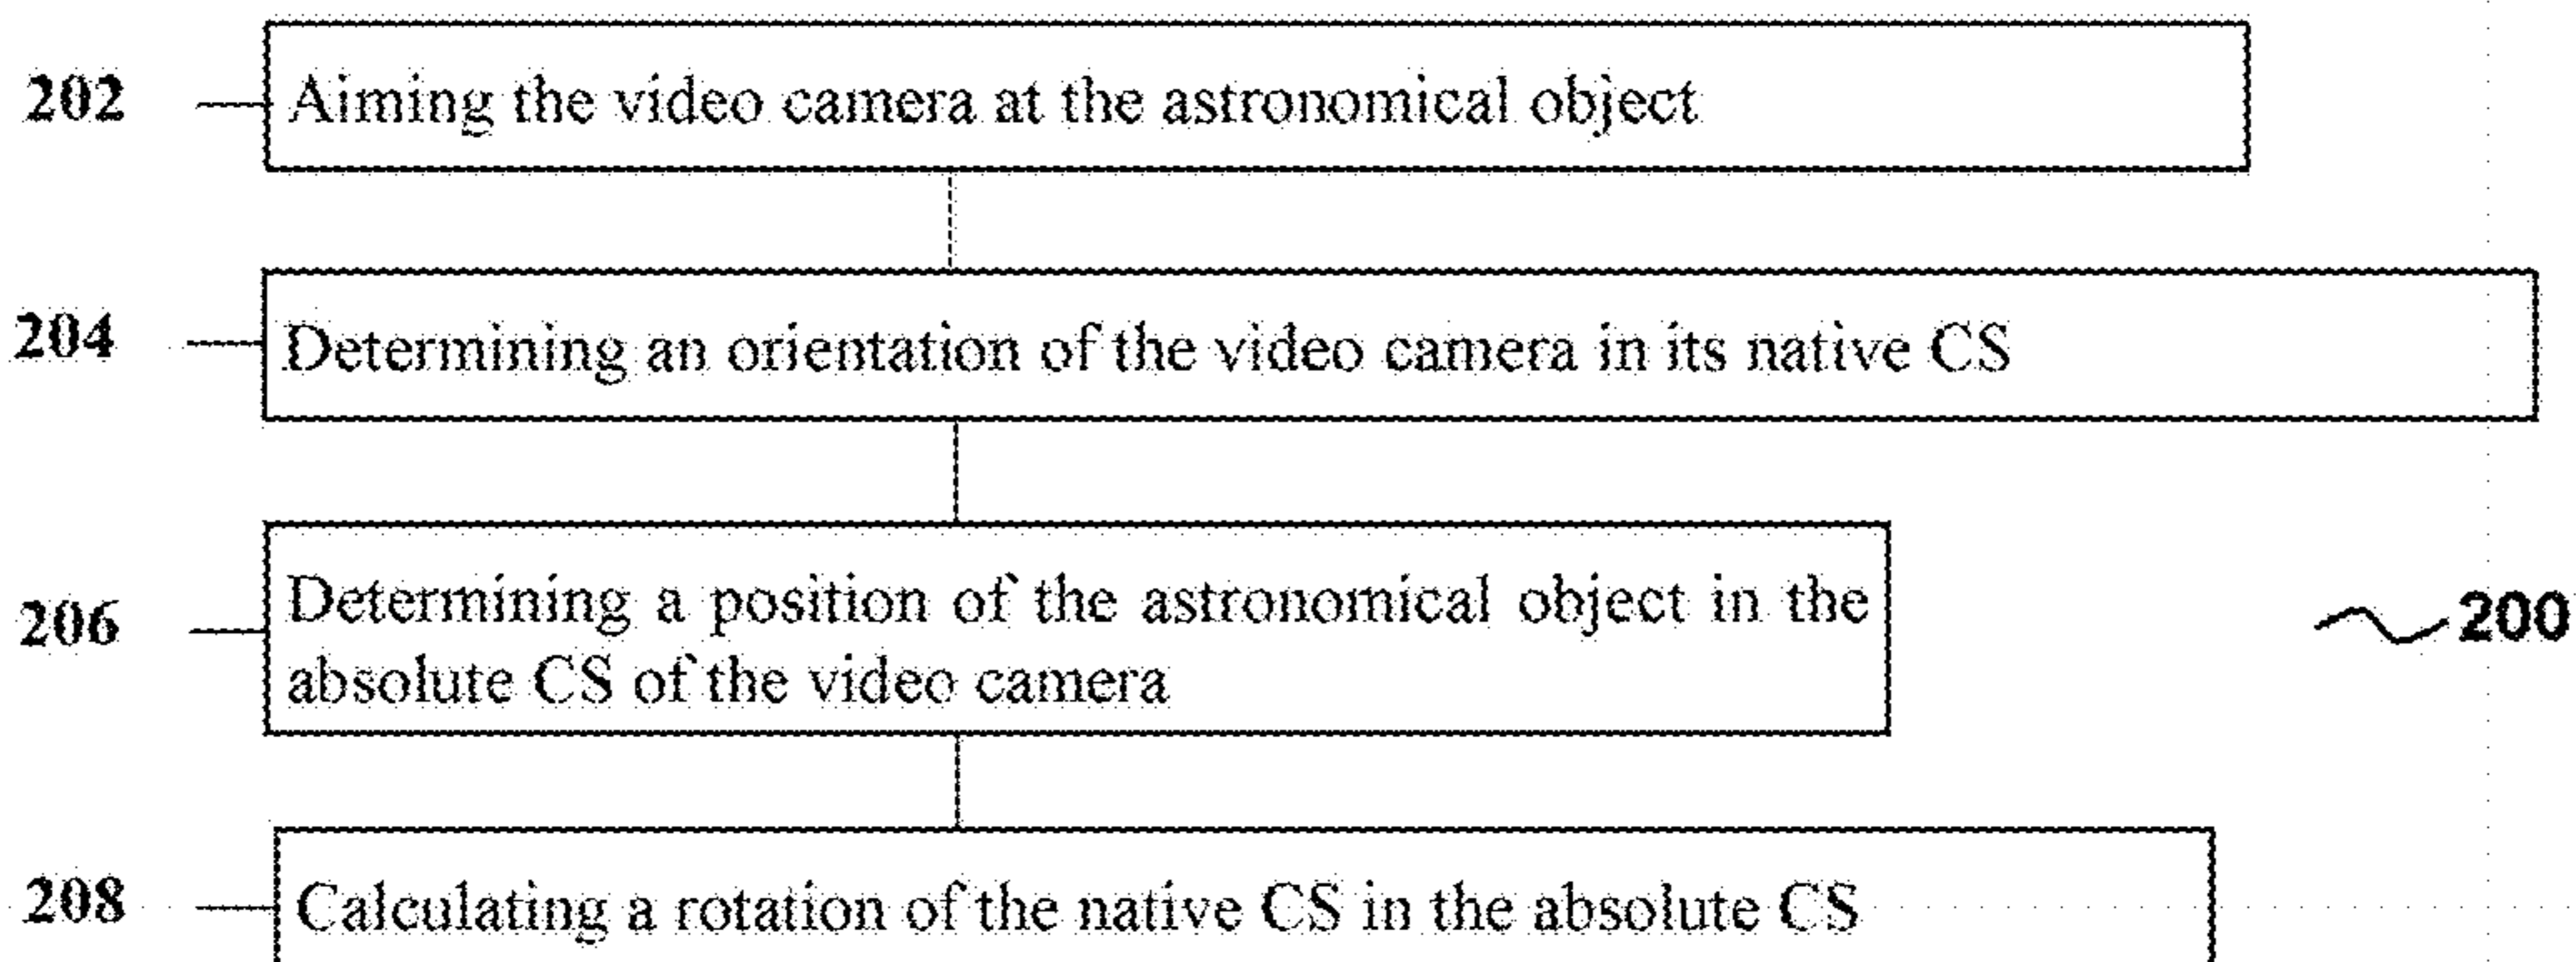 202 Aiming the video camera at the astronomical object
204 Determining an orientation of the video camera in its native CS
206 Determining a position of the astronomical object in the
absolute CS of the video camera
200
208 Calculating a rotation of the native CS in the absolute CS